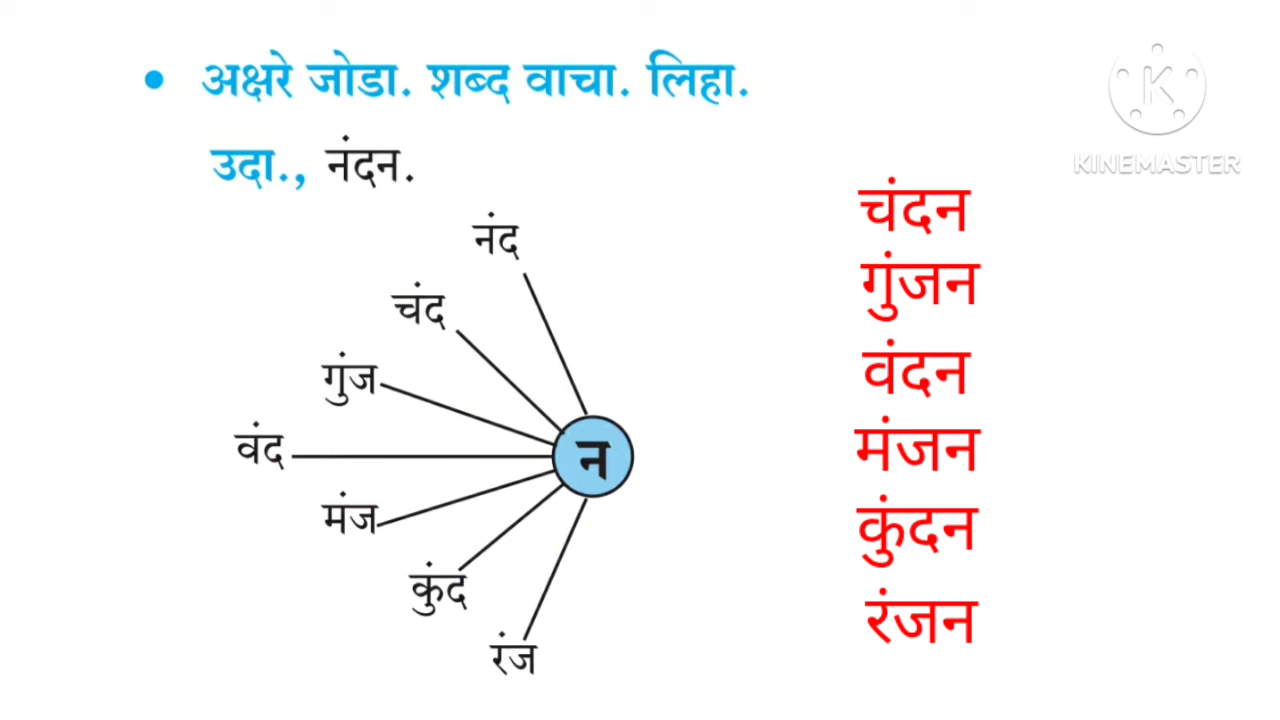 • अक्षरे जोडा. शब्द वाचा. लिहा.
उदा., नंदन.
नंद
चंद
गुंज
वंद
मंज
कुंद
रंज
न
चंदन
गुंजन
वंदन
मंजन
कुंदन
रंजन
K
KINEMASTER